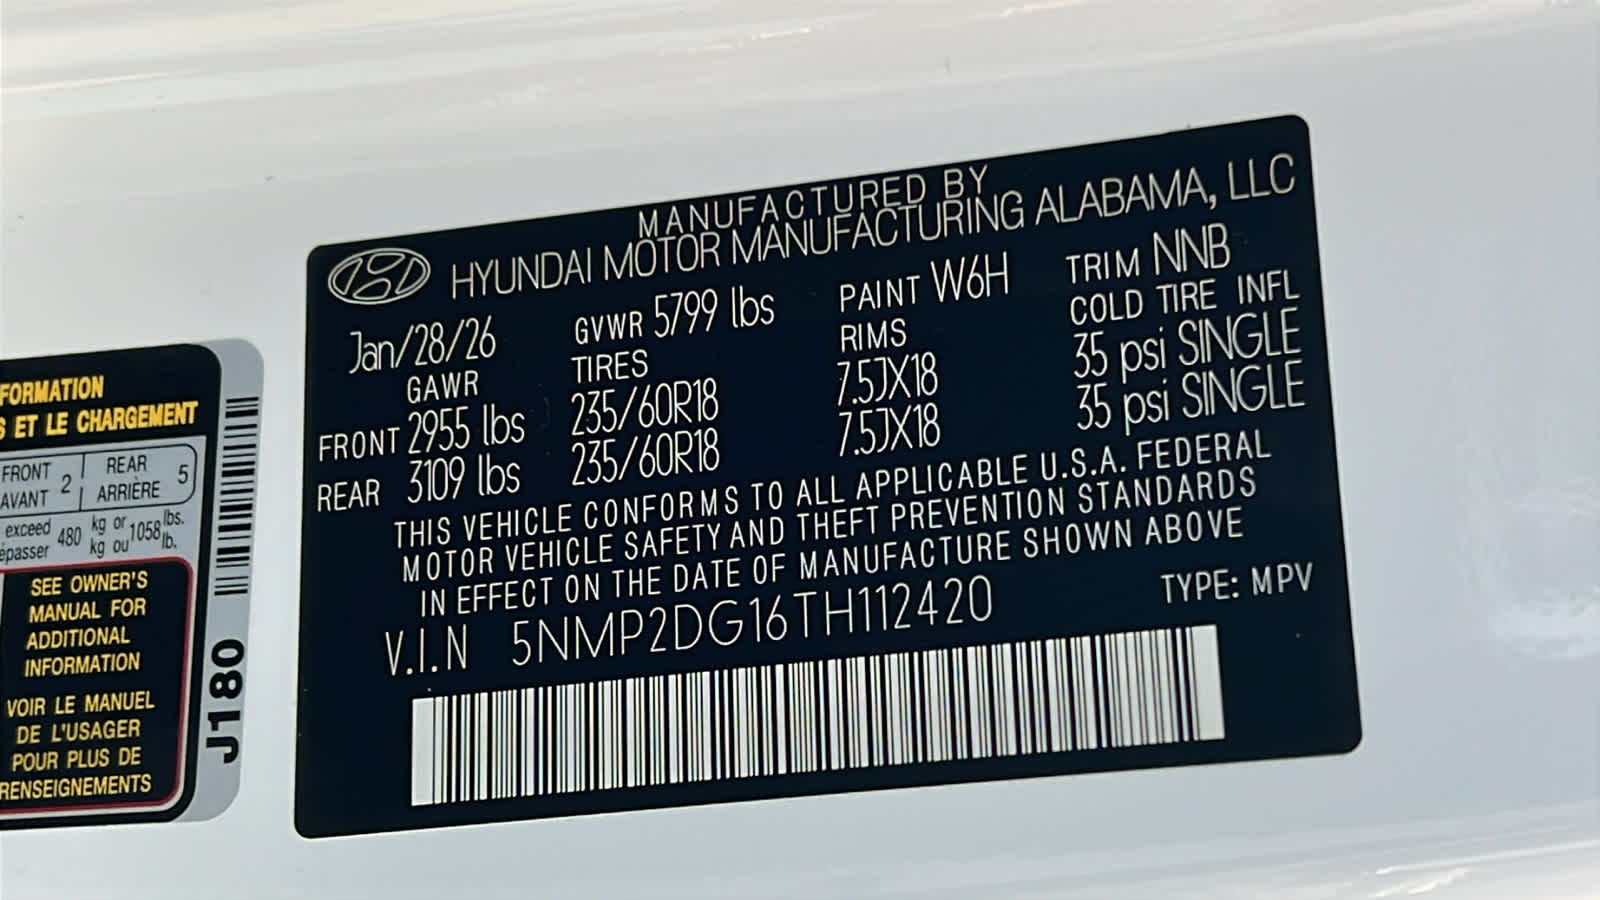 FORMATION
S ET LE CHARGEMENT
FRONT
AVANT 2
REAR
ARRIÈRE 5
exceed
épasser 480 kg or
kg ou 1058 lbs.
lb.
SEE OWNER'S
MANUAL FOR
ADDITIONAL
INFORMATION
VOIR LE MANUEL
DE L'USAGER
POUR PLUS DE
RENSEIGNEMENTS
J180
MANUFACTURED BY
HYUNDAI MOTOR MANUFACTURING ALABAMA, LLC
Jan/28/26 GVWR 5799 lbs PAINT W6H TRIM NNB
GAWR TIRES RIMS COLD TIRE INFL
FRONT 2955 lbs 235/60R18 7.5JX18 35 psi SINGLE
REAR 3109 lbs 235/60R18 7.5JX18 35 psi SINGLE
THIS VEHICLE CONFORMS TO ALL APPLICABLE U.S.A. FEDERAL
MOTOR VEHICLE SAFETY AND THEFT PREVENTION STANDARDS
IN EFFECT ON THE DATE OF MANUFACTURE SHOWN ABOVE
V.I.N 5NMP2DG16TH112420 TYPE: MPV